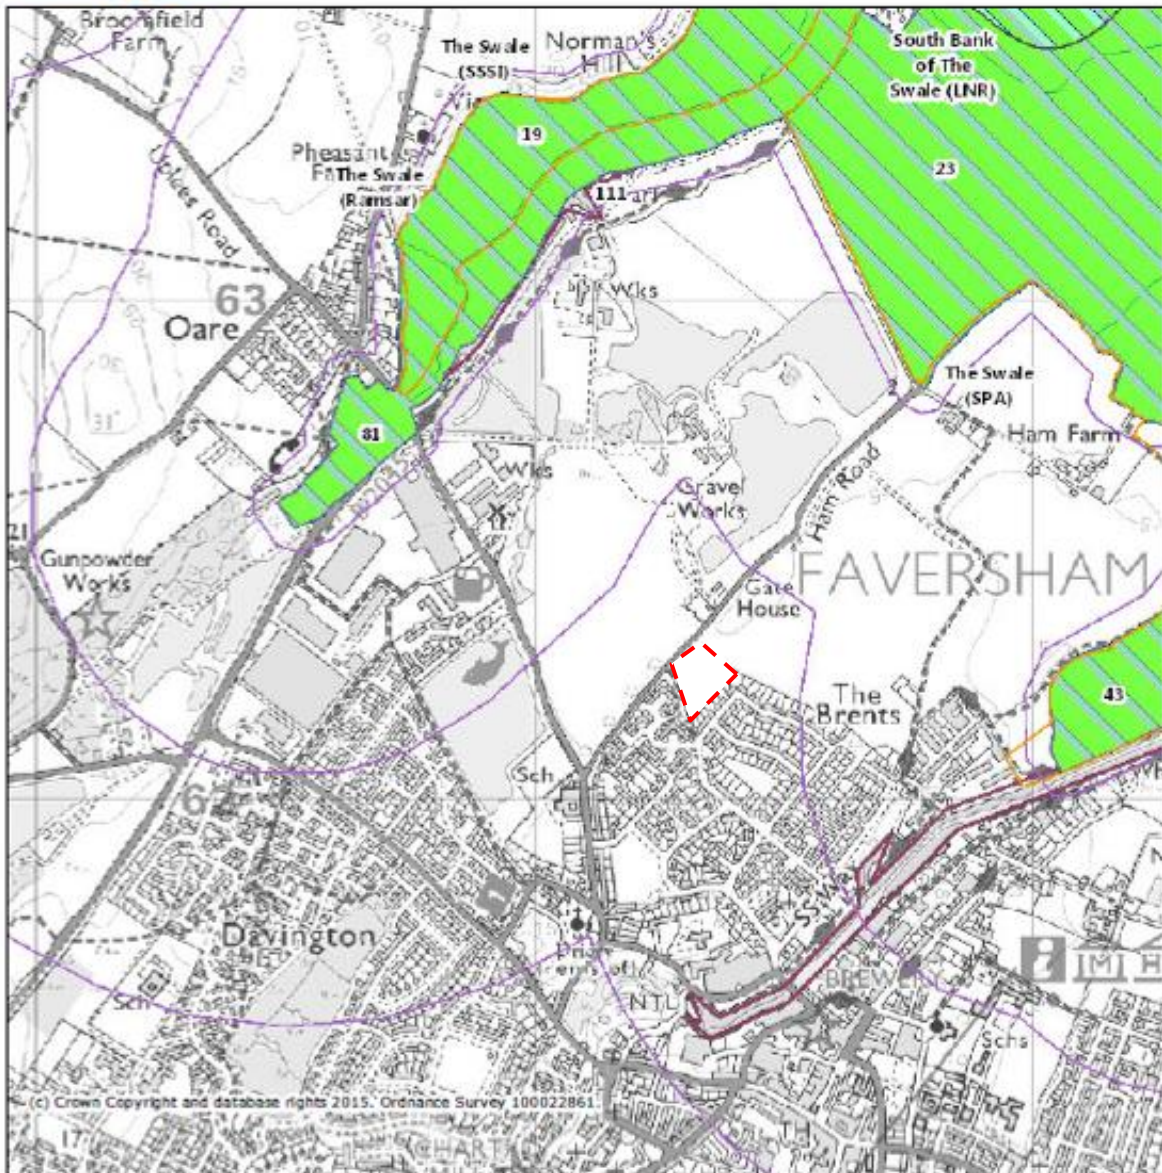 Broomfield
Farm
The Swale
(SSSI)
Norman's
Hill
South Bank
of The
Swale (LNR)
19
23
The Swale
(Ramsar)
111
Road
63
Oare
Wks
The Swale
(SPA)
81
Ham Farm
Wks
Gravel
Works
Ham Road
21
Gunpowder
Works
FAVERSHAM
Gate
House
The
Brents
43
Sch
62
Davington
Sch
NTL
BREWERY
i
M
H
Schs
TH
17
(c) Crown Copyright and database rights 2015. Ordnance Survey 100022861.